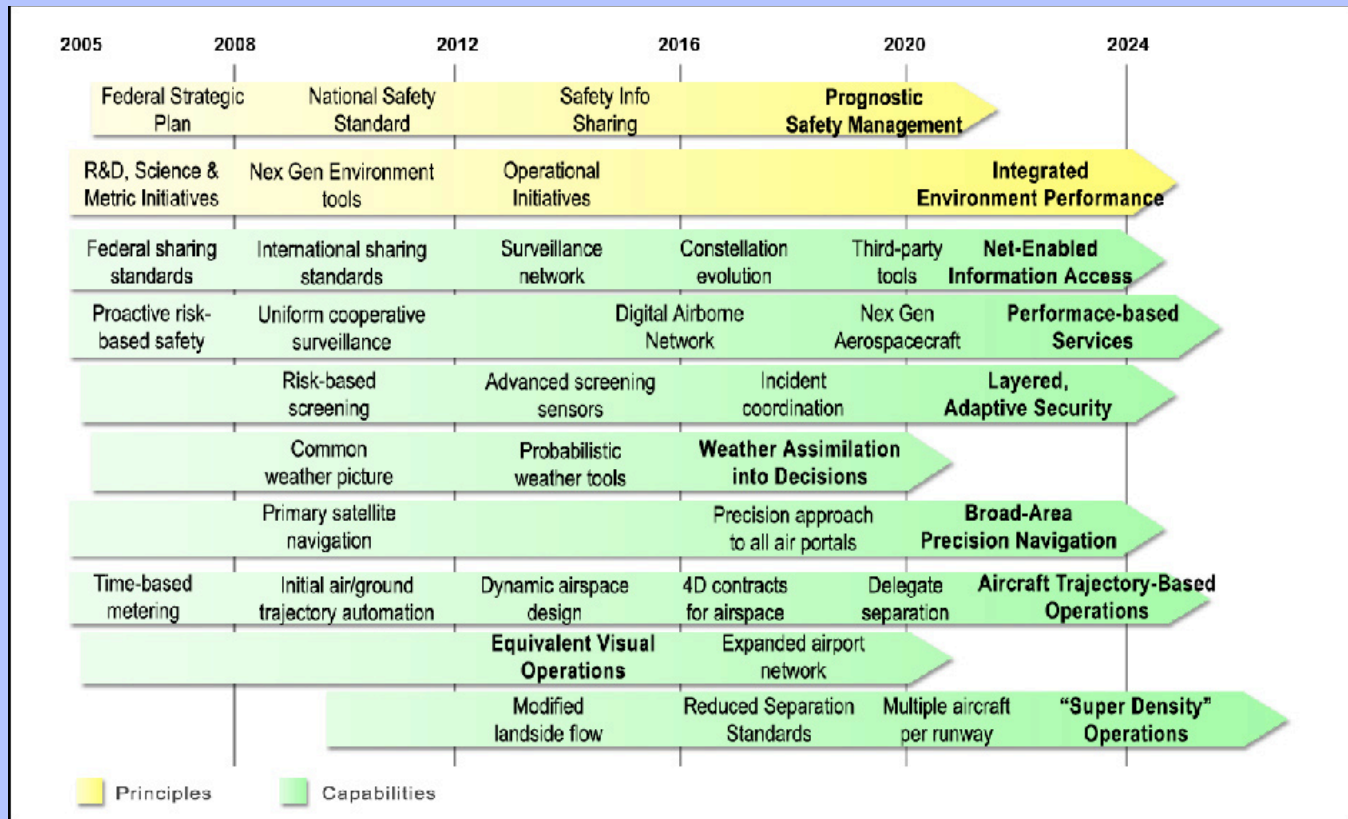 2005 2008 2012 2016 2020 2024
Federal Strategic
Plan
National Safety
Standard
Safety Info
Sharing
Prognostic
Safety Management
R&D, Science &
Metric Initiatives
Nex Gen Environment
tools
Operational
Initiatives
Integrated
Environment Performance
Federal sharing
standards
International sharing
standards
Surveillance
network
Constellation
evolution
Third-party
tools
Net-Enabled
Information Access
Proactive risk-
based safety
Uniform cooperative
surveillance
Digital Airborne
Network
Nex Gen
Aerospacecraft
Performace-based
Services
Risk-based
screening
Advanced screening
sensors
Incident
coordination
Layered,
Adaptive Security
Common
weather picture
Probabilistic
weather tools
Weather Assimilation
into Decisions
Primary satellite
navigation
Precision approach
to all air portals
Broad-Area
Precision Navigation
Time-based
metering
Initial air/ground
trajectory automation
Dynamic airspace
design
4D contracts
for airspace
Delegate
separation
Aircraft Trajectory-Based
Operations
Equivalent Visual
Operations
Expanded airport
network
Modified
landside flow
Reduced Separation
Standards
Multiple aircraft
per runway
“Super Density”
Operations
Principles
Capabilities